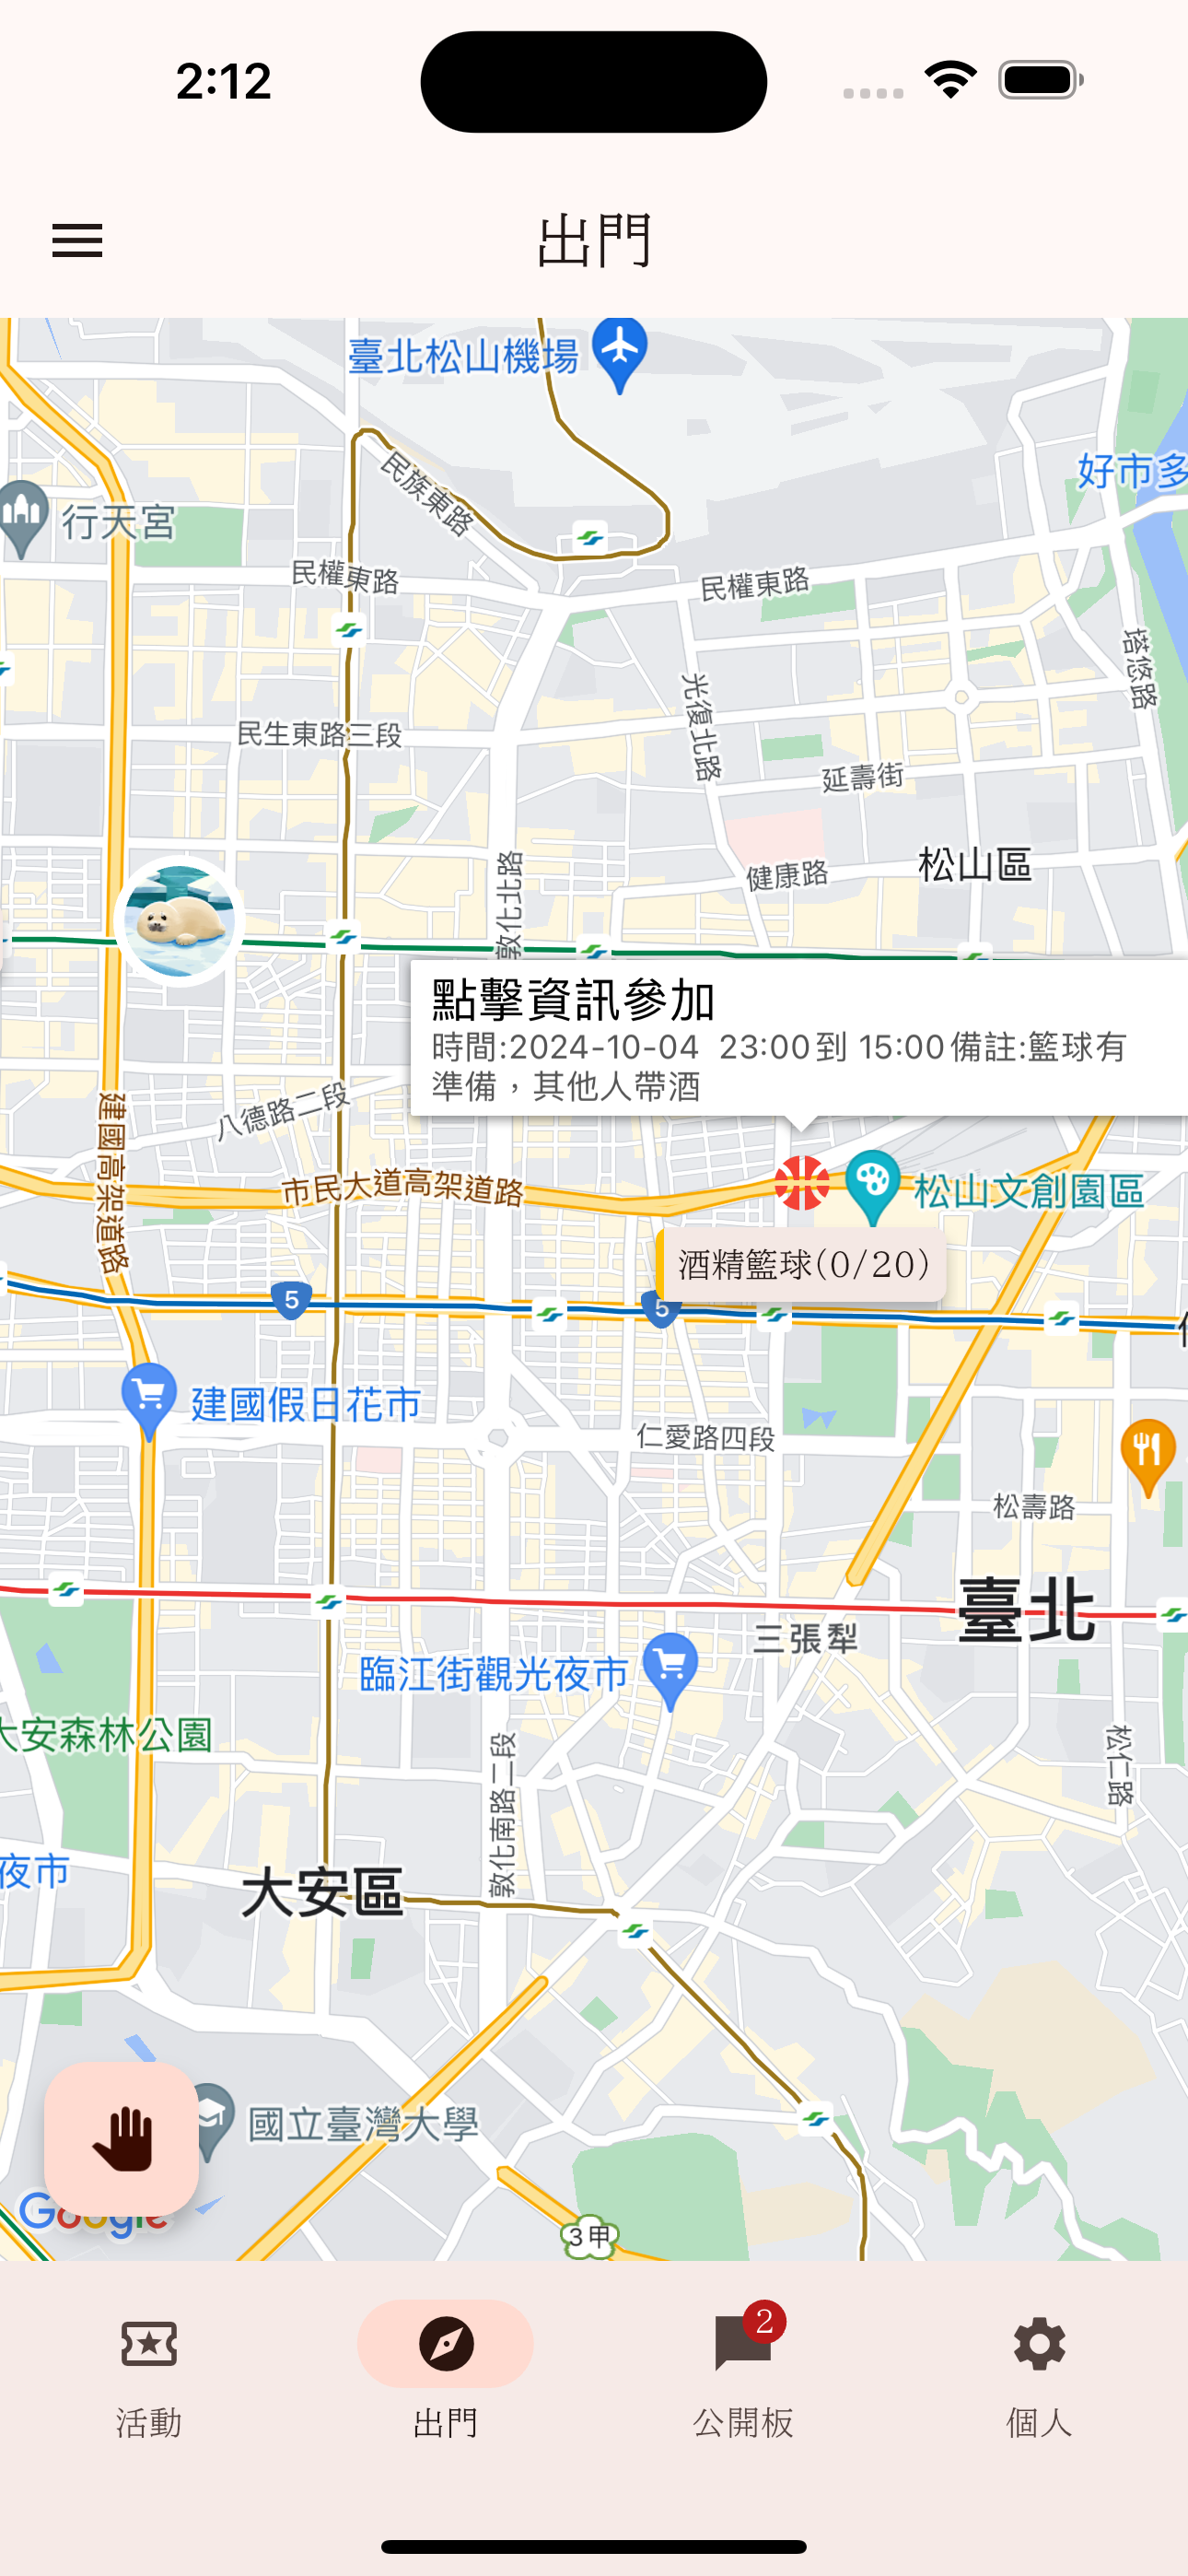 2:12
出門
臺北松山機場
好市多
民族東路
行天宮
民權東路
民權東路
塔悠路
光復北路
民生東路三段
延壽街
松山區
健康路
敦化北路
點擊資訊參加
時間:2024-10-04 23:00到 15:00備註:籃球有
準備，其他人帶酒
八德路二段
建國高架道路
市民大道高架道路
松山文創園區
酒精籃球(0/20)
5
5
建國假日花市
仁愛路四段
松壽路
臺北
三張犁
臨江街觀光夜市
大安森林公園
松仁路
敦化南路二段
夜市
大安區
國立臺灣大學
Google
3甲
2
活動
出門
公開板
個人